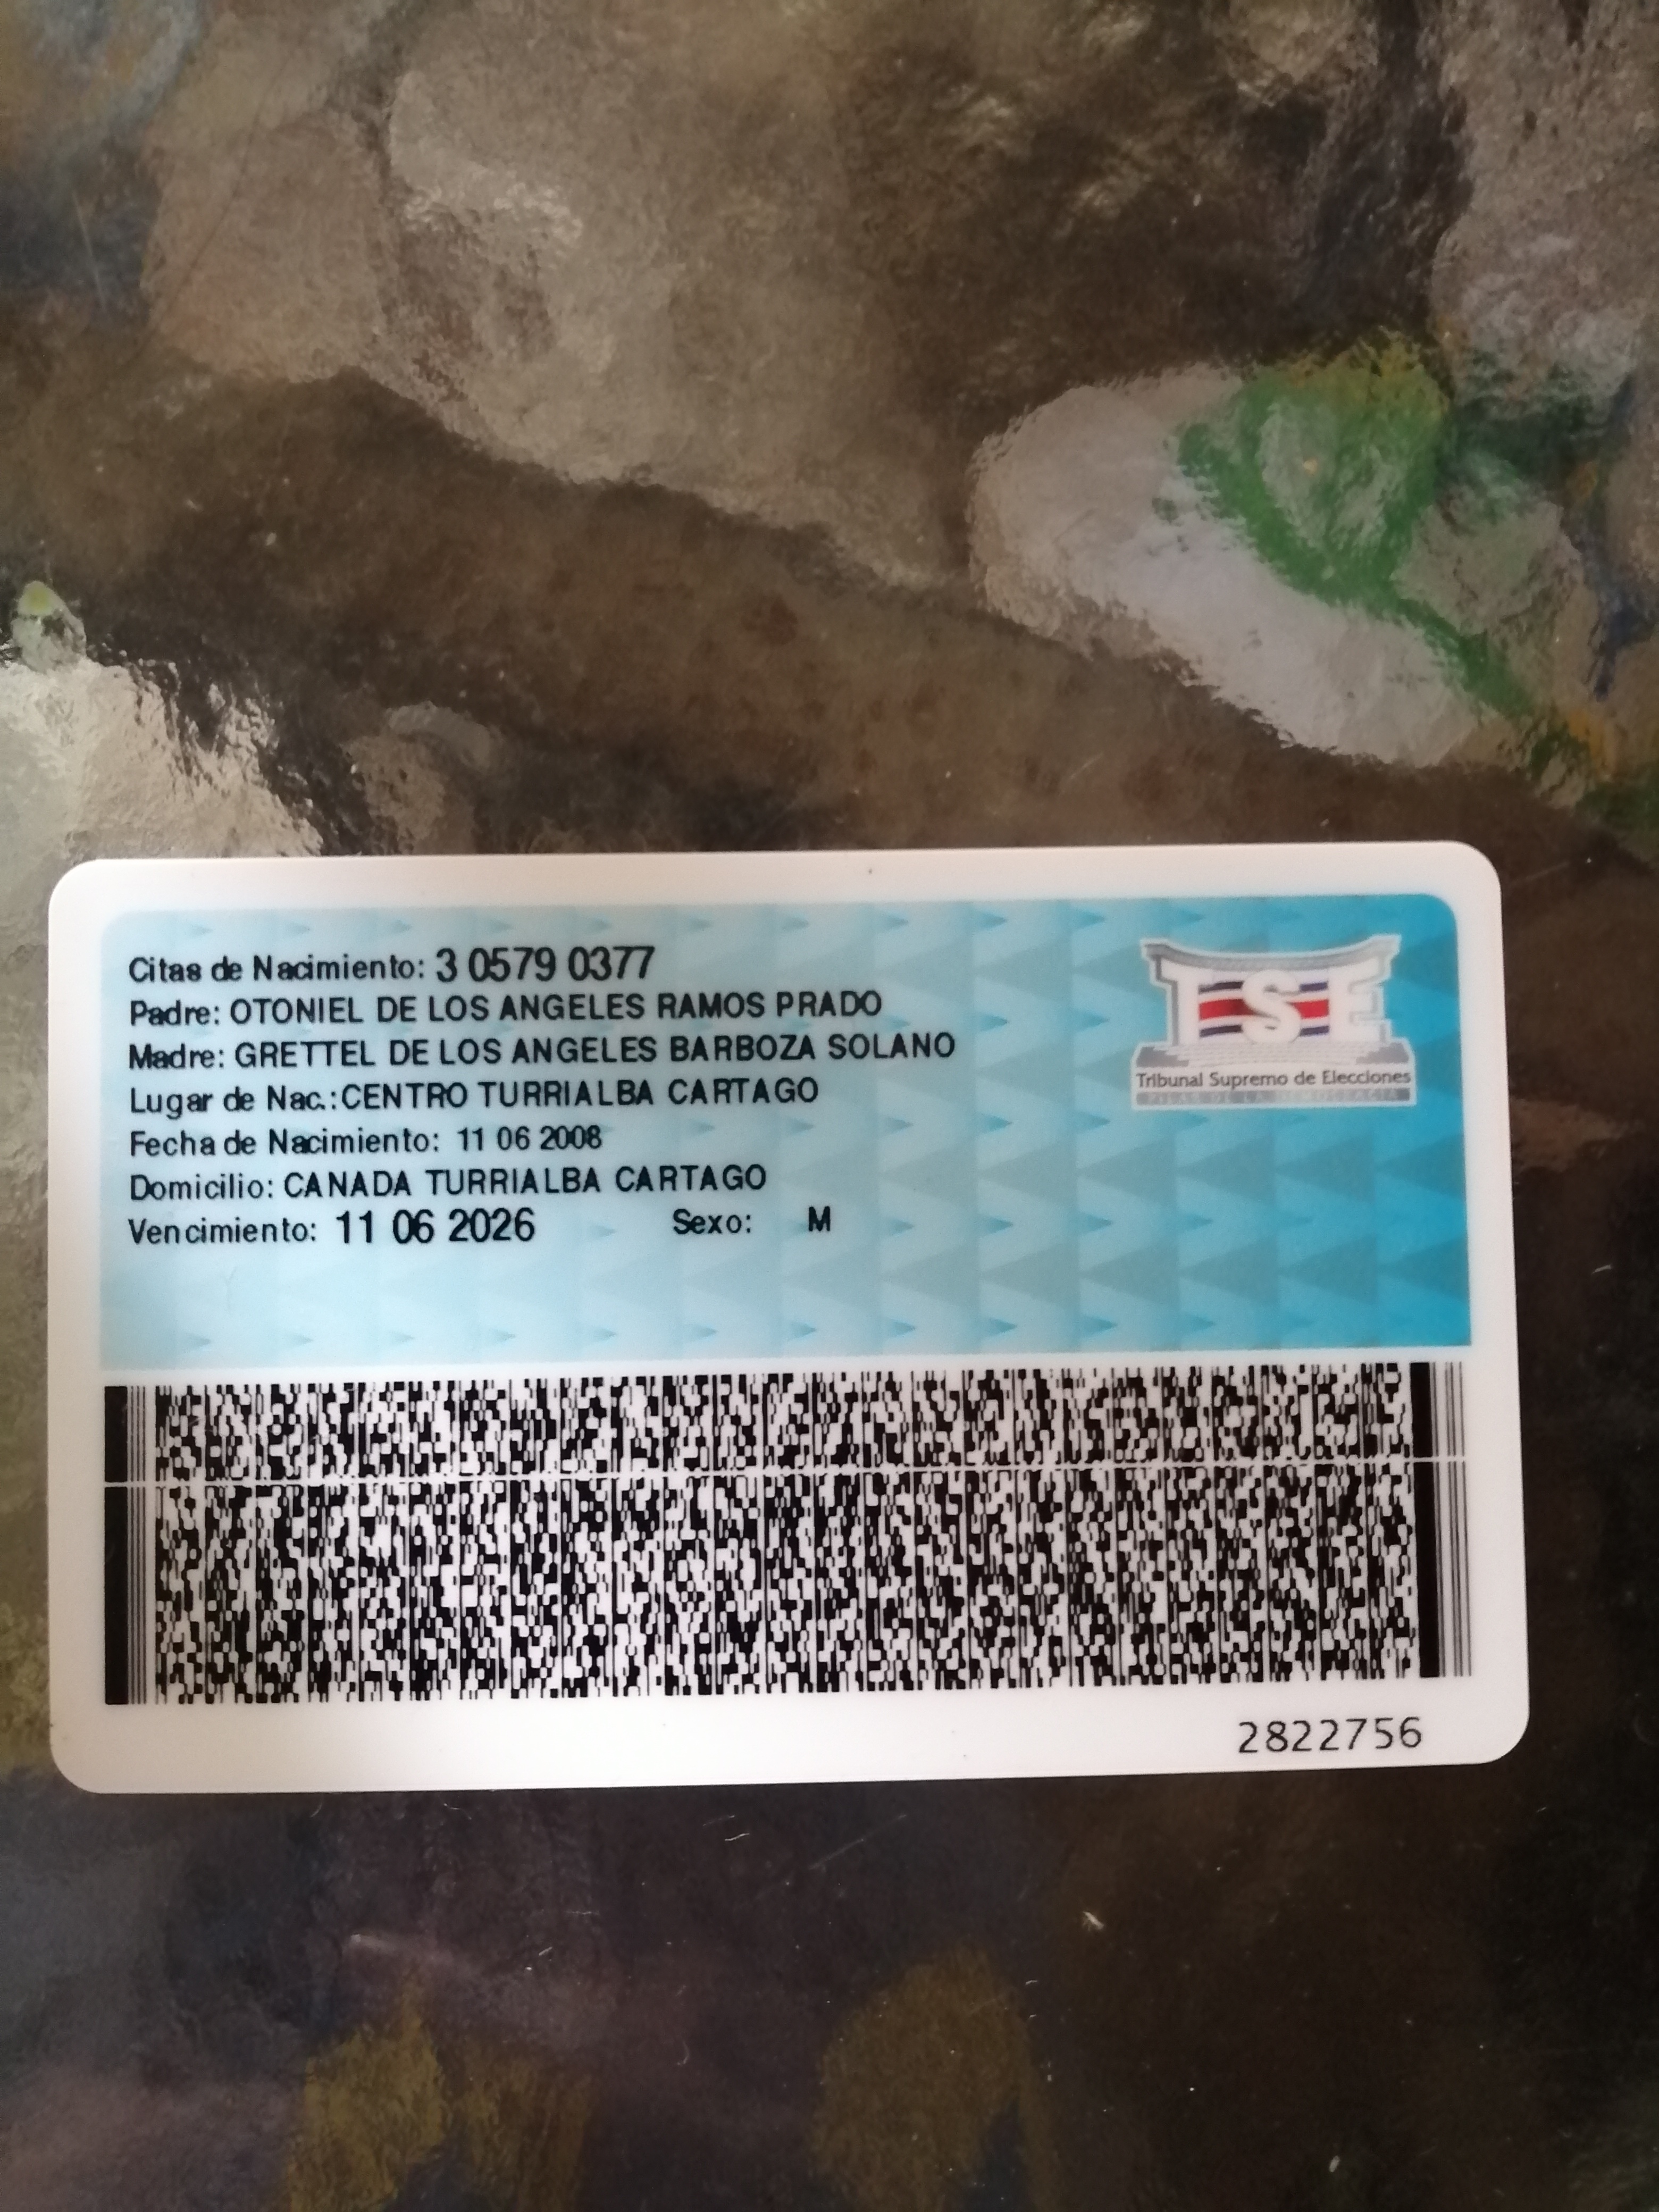 Citas de Nacimiento: 3 0579 0377
Padre: OTONIEL DE LOS ANGELES RAMOS PRADO
Madre: GRETTEL DE LOS ANGELES BARBOZA SOLANO
Lugar de Nac.: CENTRO TURRIALBA CARTAGO
Fecha de Nacimiento: 11 06 2008
Domicilio: CANADA TURRIALBA CARTAGO
Vencimiento: 11 06 2026 Sexo: M
TSE
Tribunal Supremo de Elecciones
PILAR DE LA DEMOCRACIA
2822756